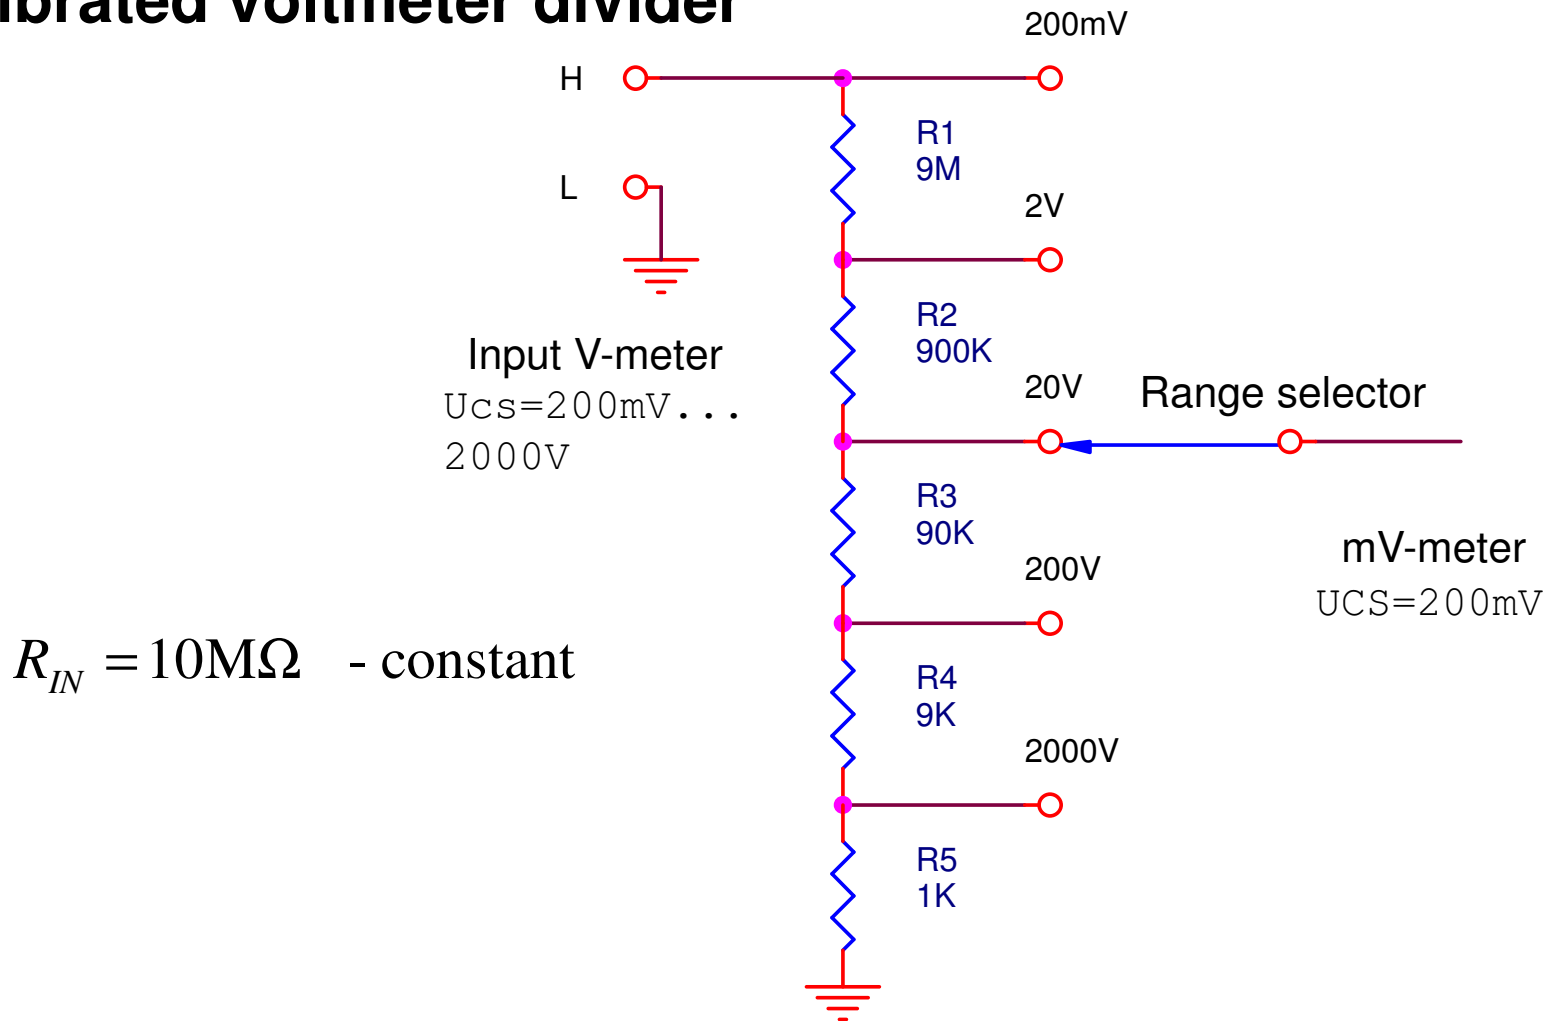 voltmeter divider
200mV
H
R1
9M
L
2V
R2
900K
Input V-meter
Ucs=200mV...
2000V
20V
Range selector
R3
90K
mV-meter
UCS=200mV
200V
R_IN = 10MΩ - constant
R4
9K
2000V
R5
1K